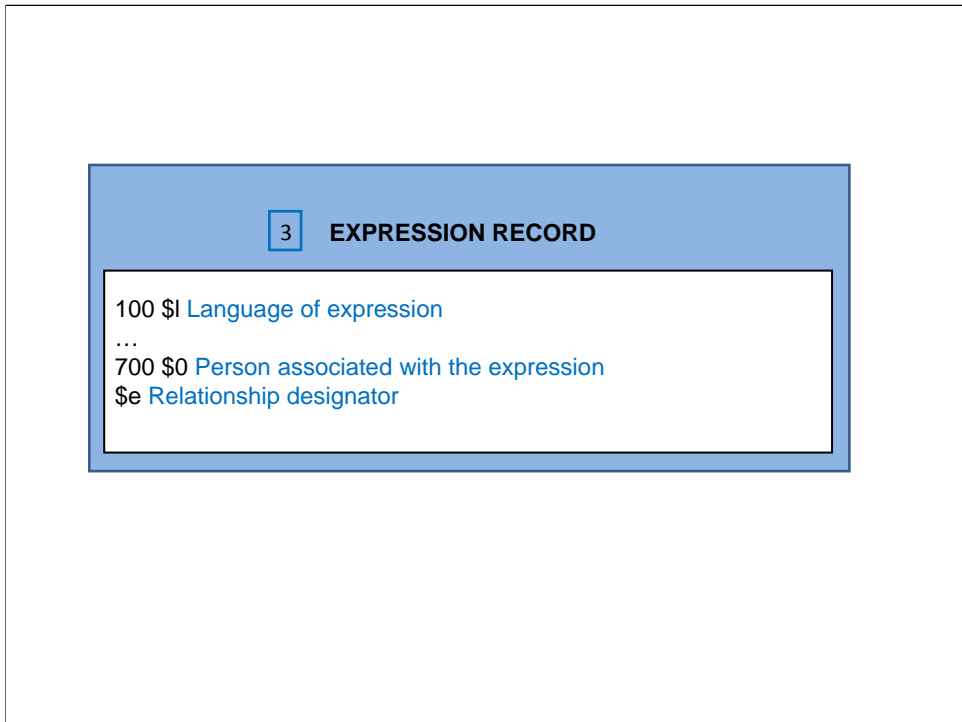 3 EXPRESSION RECORD
100 $l Language of expression
…
700 $0 Person associated with the expression
$e Relationship designator